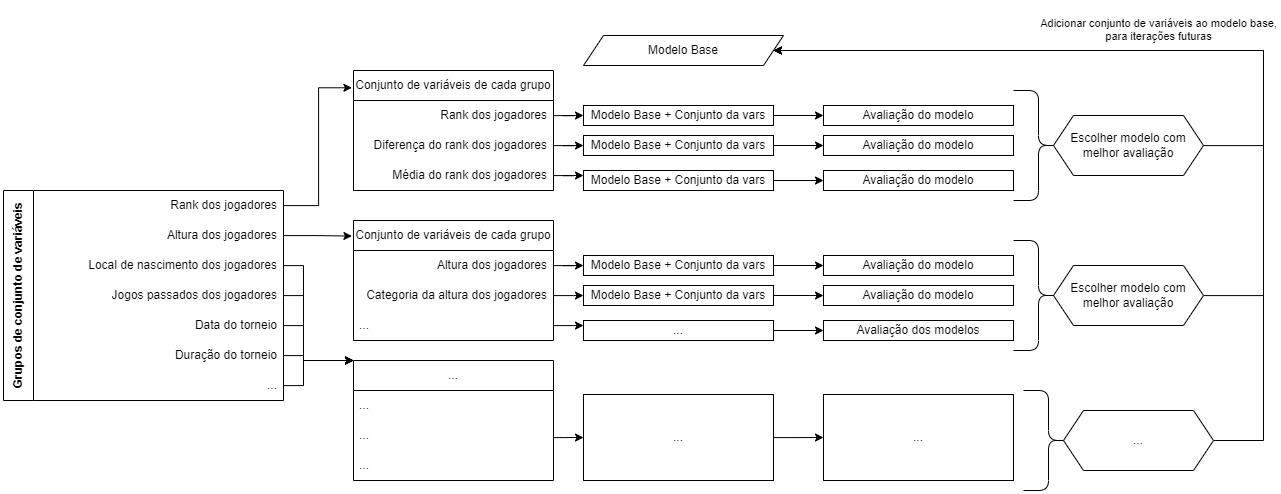 Adicionar conjunto de variáveis ao modelo base,
para iterações futuras
Modelo Base
Grupos de conjunto de variáveis
Rank dos jogadores
Altura dos jogadores
Local de nascimento dos jogadores
Jogos passados dos jogadores
Data do torneio
Duração do torneio
...
Conjunto de variáveis de cada grupo
Rank dos jogadores
Diferença do rank dos jogadores
Média do rank dos jogadores
Modelo Base + Conjunto da vars
Modelo Base + Conjunto da vars
Modelo Base + Conjunto da vars
Avaliação do modelo
Avaliação do modelo
Avaliação do modelo
Escolher modelo com
melhor avaliação
Conjunto de variáveis de cada grupo
Altura dos jogadores
Categoria da altura dos jogadores
...
Modelo Base + Conjunto da vars
Modelo Base + Conjunto da vars
...
Avaliação do modelo
Avaliação do modelo
Avaliação dos modelos
Escolher modelo com
melhor avaliação
...
...
...
...
...
...
...